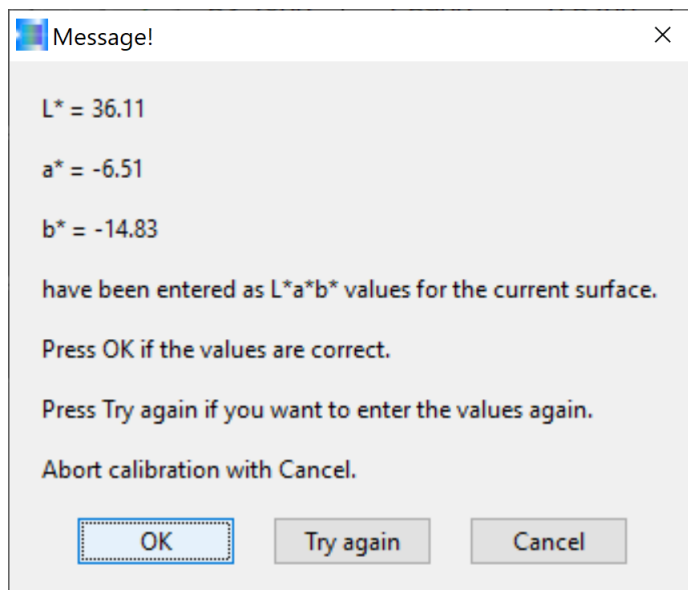 Message!
L* = 36.11
a* = -6.51
b* = -14.83
have been entered as L*a*b* values for the current surface.
Press OK if the values are correct.
Press Try again if you want to enter the values again.
Abort calibration with Cancel.
OK Try again Cancel